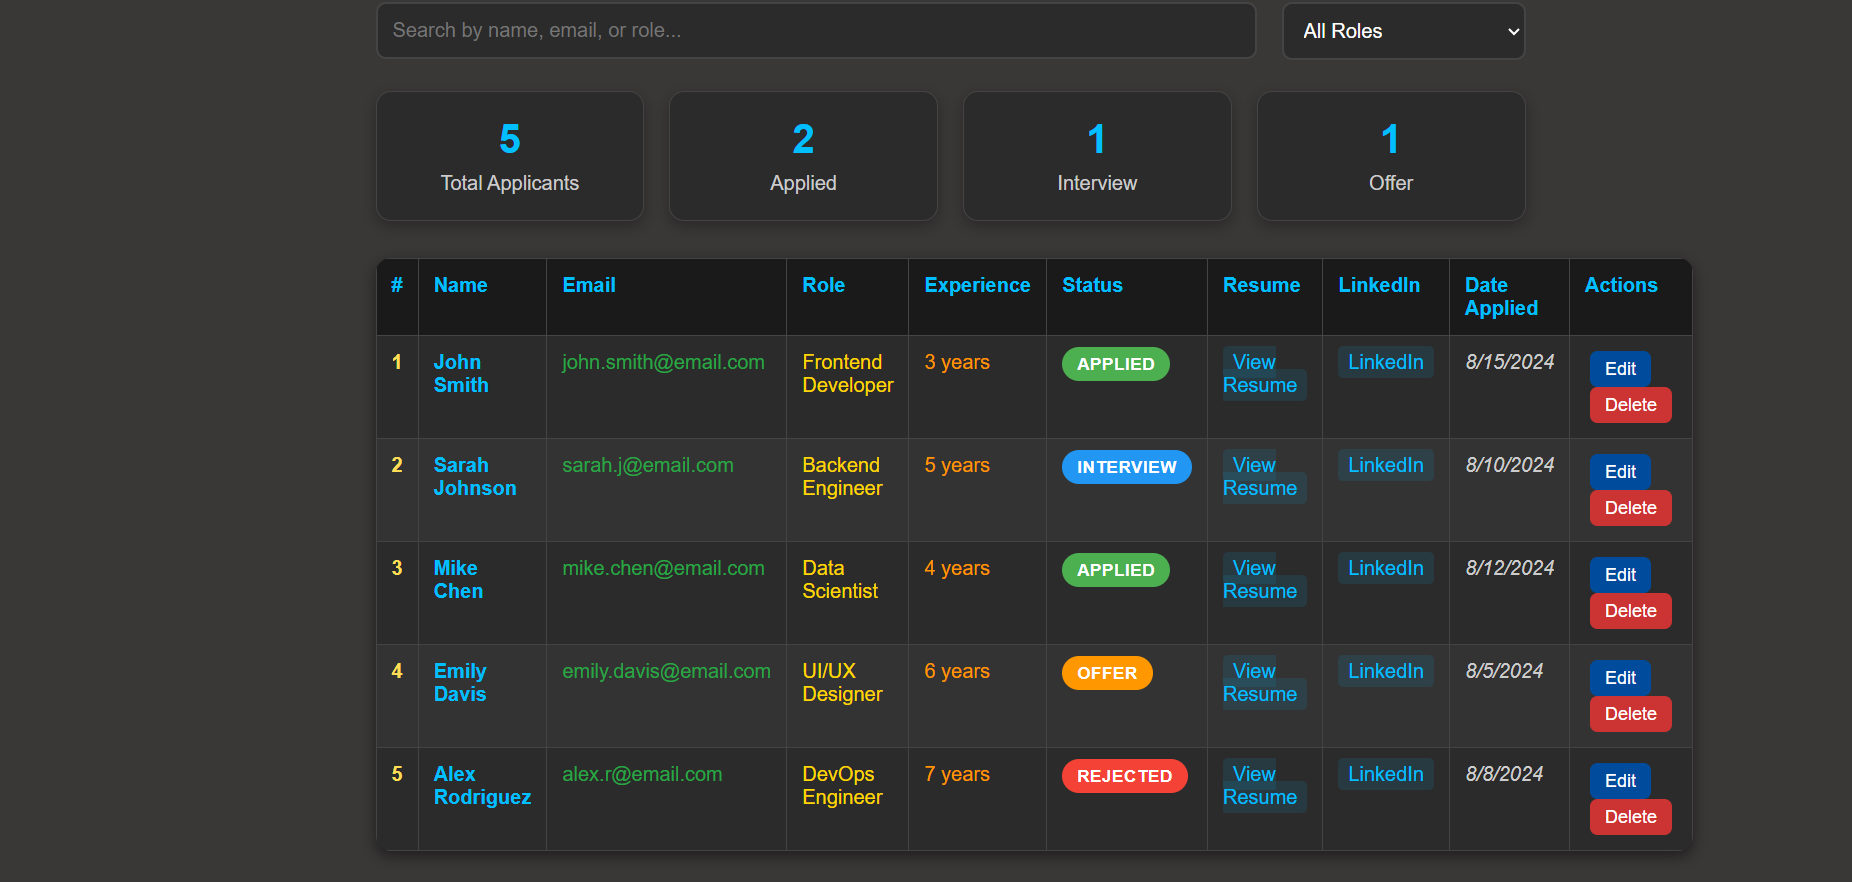 Search by name, email, or role...
All Roles
5
Total Applicants
2
Applied
1
Interview
1
Offer
# Name Email Role Experience Status Resume LinkedIn Date Applied Actions
1 John Smith john.smith@email.com Frontend Developer 3 years APPLIED View Resume LinkedIn 8/15/2024 Edit Delete
2 Sarah Johnson sarah.j@email.com Backend Engineer 5 years INTERVIEW View Resume LinkedIn 8/10/2024 Edit Delete
3 Mike Chen mike.chen@email.com Data Scientist 4 years APPLIED View Resume LinkedIn 8/12/2024 Edit Delete
4 Emily Davis emily.davis@email.com UI/UX Designer 6 years OFFER View Resume LinkedIn 8/5/2024 Edit Delete
5 Alex Rodriguez alex.r@email.com DevOps Engineer 7 years REJECTED View Resume LinkedIn 8/8/2024 Edit Delete